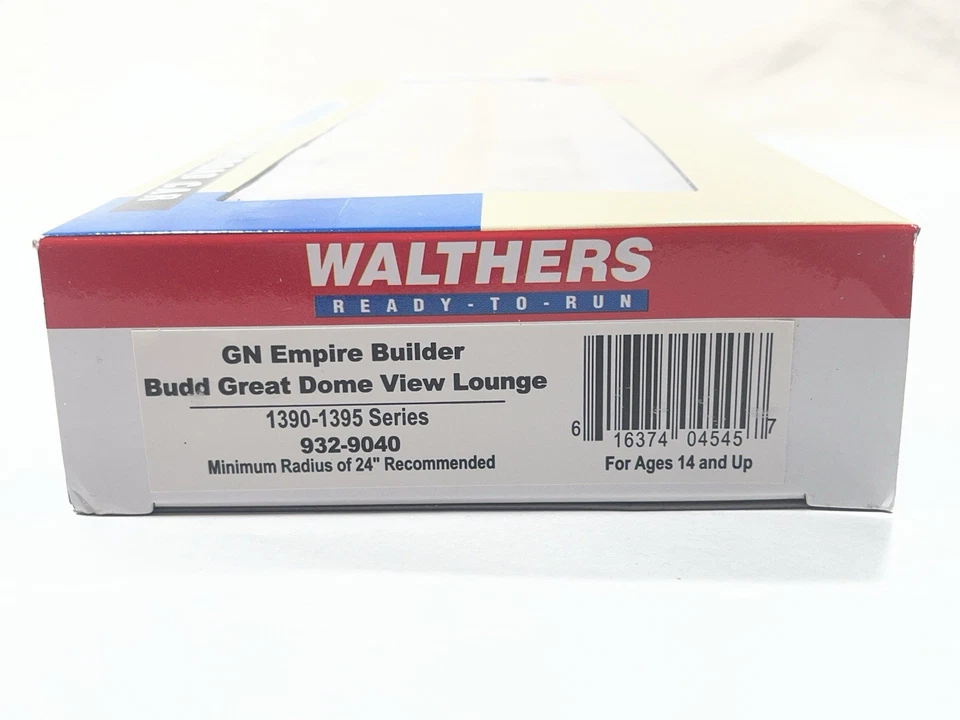 WALTHERS
READY-TO-RUN
GN Empire Builder
Budd Great Dome View Lounge
1390-1395 Series
932-9040
Minimum Radius of 24" Recommended
6 16374 04545 7
For Ages 14 and Up